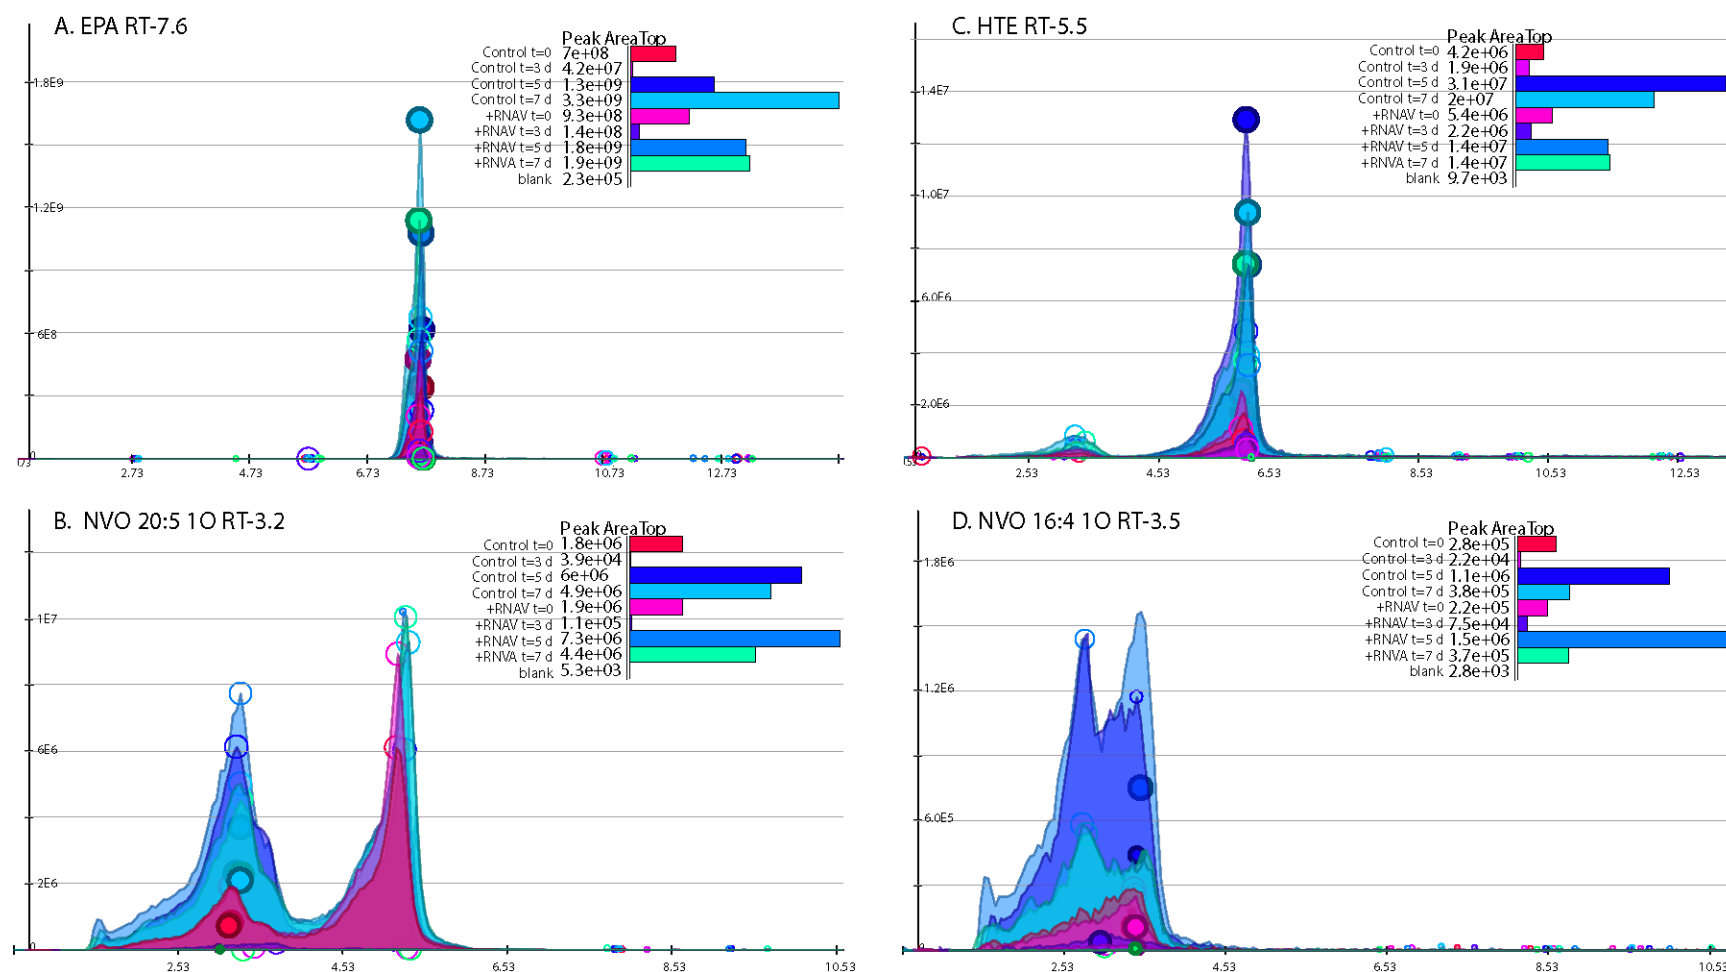 A. EPA RT-7.6
Peak AreaTop
Control t=0 7e+08
Control t=3 d 4.2e+07
Control t=5 d 1.3e+09
Control t=7 d 3.3e+09
+RNAV t=0 9.3e+08
+RNAV t=3 d 1.4e+08
+RNAV t=5 d 1.8e+09
+RNVA t=7 d 1.9e+09
blank 2.3e+05
1.8E9
1.2E9
6E8
0
2.73 4.73 6.73 8.73 10.73 12.73
C. HTE RT-5.5
Peak AreaTop
Control t=0 4.2e+06
Control t=3 d 1.9e+06
Control t=5 d 3.1e+07
Control t=7 d 2e+07
+RNAV t=0 5.4e+06
+RNAV t=3 d 2.2e+06
+RNAV t=5 d 1.4e+07
+RNVA t=7 d 1.4e+07
blank 9.7e+03
1.4E7
1.0E7
6.0E6
2.0E6
0
2.53 4.53 6.53 8.53 10.53 12.53
B. NVO 20:5 1O RT-3.2
Peak AreaTop
Control t=0 1.8e+06
Control t=3 d 3.9e+04
Control t=5 d 6e+06
Control t=7 d 4.9e+06
+RNAV t=0 1.9e+06
+RNAV t=3 d 1.1e+05
+RNAV t=5 d 7.3e+06
+RNVA t=7 d 4.4e+06
blank 5.3e+03
1E7
6E6
2E6
0
2.53 4.53 6.53 8.53 10.53
D. NVO 16:4 1O RT-3.5
Peak AreaTop
Control t=0 2.8e+05
Control t=3 d 2.2e+04
Control t=5 d 1.1e+06
Control t=7 d 3.8e+05
+RNAV t=0 2.2e+05
+RNAV t=3 d 7.5e+04
+RNAV t=5 d 1.5e+06
+RNVA t=7 d 3.7e+05
blank 2.8e+03
1.8E6
1.2E6
6.0E5
0
2.53 4.53 6.53 8.53 10.53